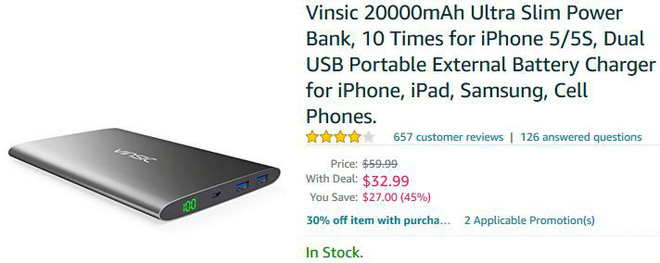 Vinsic 20000mAh Ultra Slim Power
Bank, 10 Times for iPhone 5/5S, Dual
USB Portable External Battery Charger
for iPhone, iPad, Samsung, Cell
Phones.
657 customer reviews | 126 answered questions
Price: $59.99
With Deal: $32.99
You Save: $27.00 (45%)
30% off item with purcha... 2 Applicable Promotion(s)
In Stock.
vinsic
100